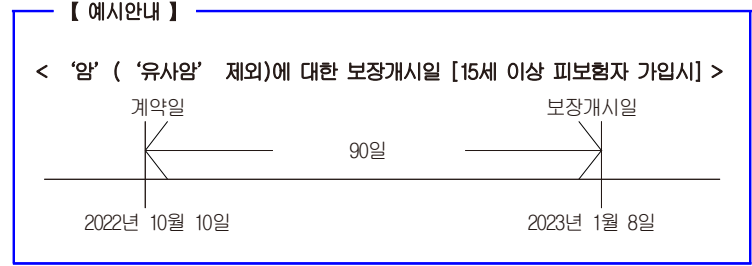 【 예시안내 】
< ‘암’ ( ‘유사암’ 제외)에 대한 보장개시일 [15세 이상 피보험자 가입시] >
계약일 보장개시일
90일
2022년 10월 10일 2023년 1월 8일